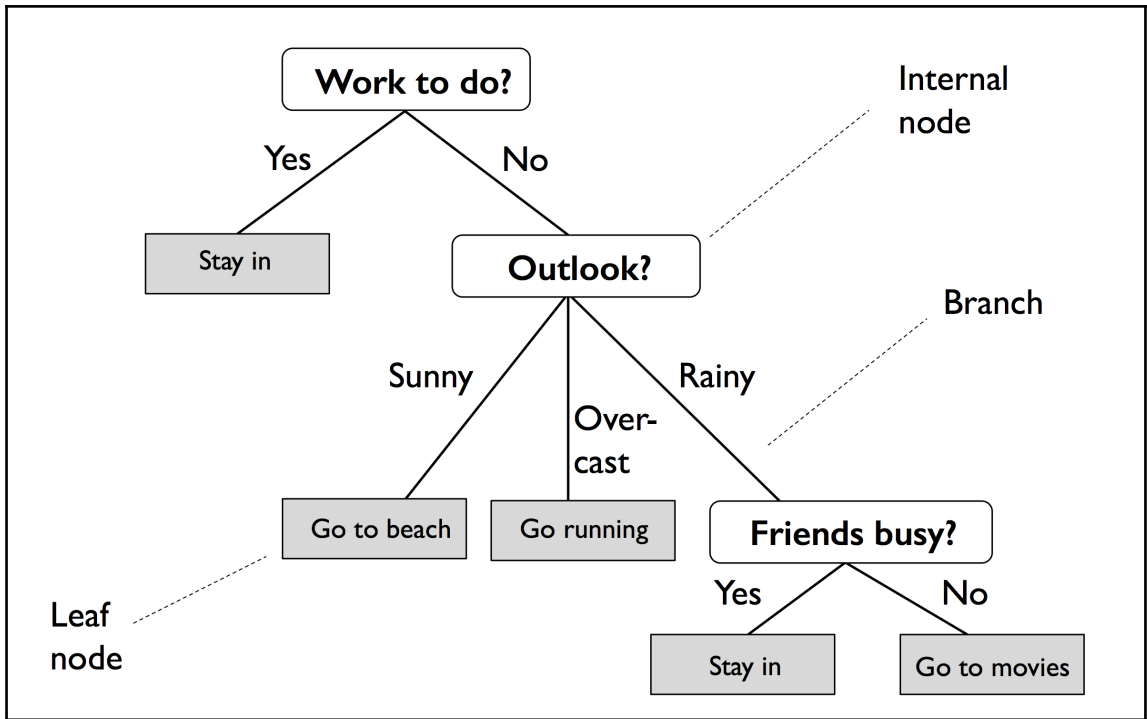 Work to do?
Internal
node
Yes
No
Stay in
Outlook?
Branch
Sunny
Rainy
Over-
cast
Go to beach
Go running
Friends busy?
Yes
No
Leaf
node
Stay in
Go to movies